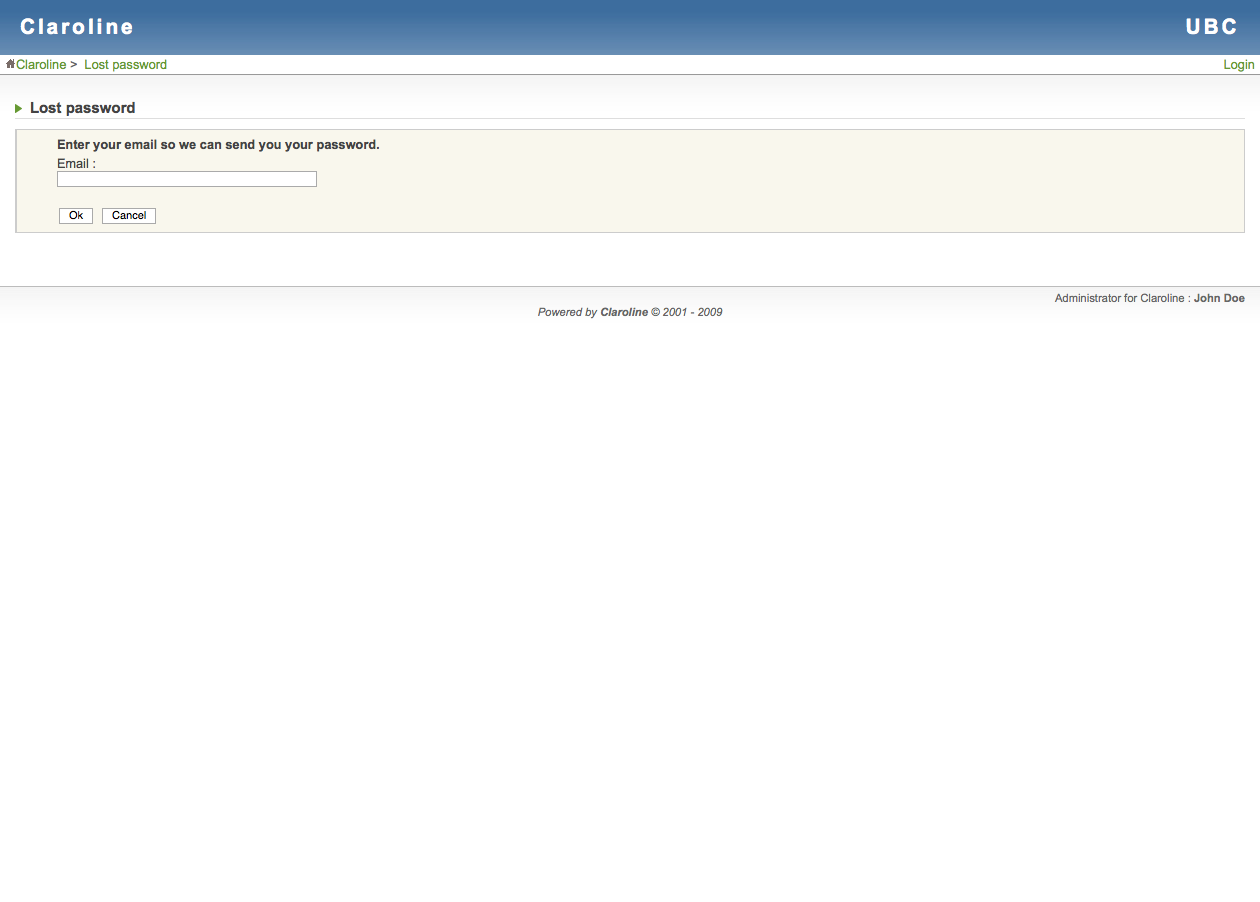 Claroline
UBC
Claroline > Lost password
Login
Lost password
Enter your email so we can send you your password.
Email :
Ok
Cancel
Administrator for Claroline : John Doe
Powered by Claroline © 2001 - 2009